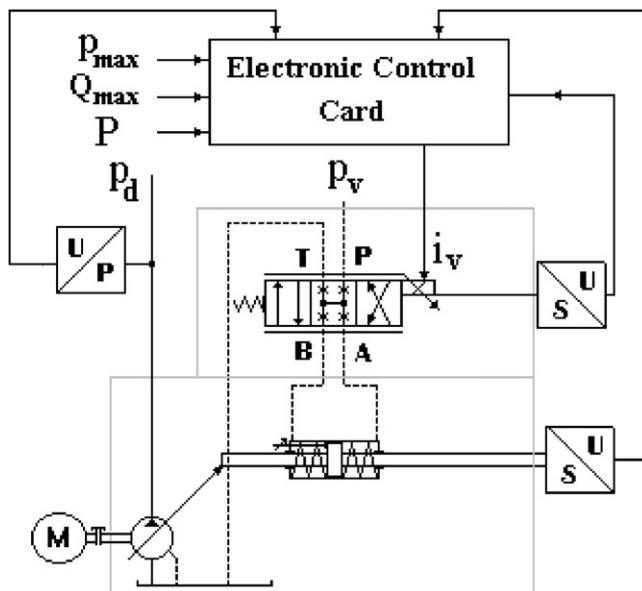 p_max
Q_max
P
Electronic Control
Card
p_d
p_v
U
P
T P
i_v
U
S
B A
U
S
M